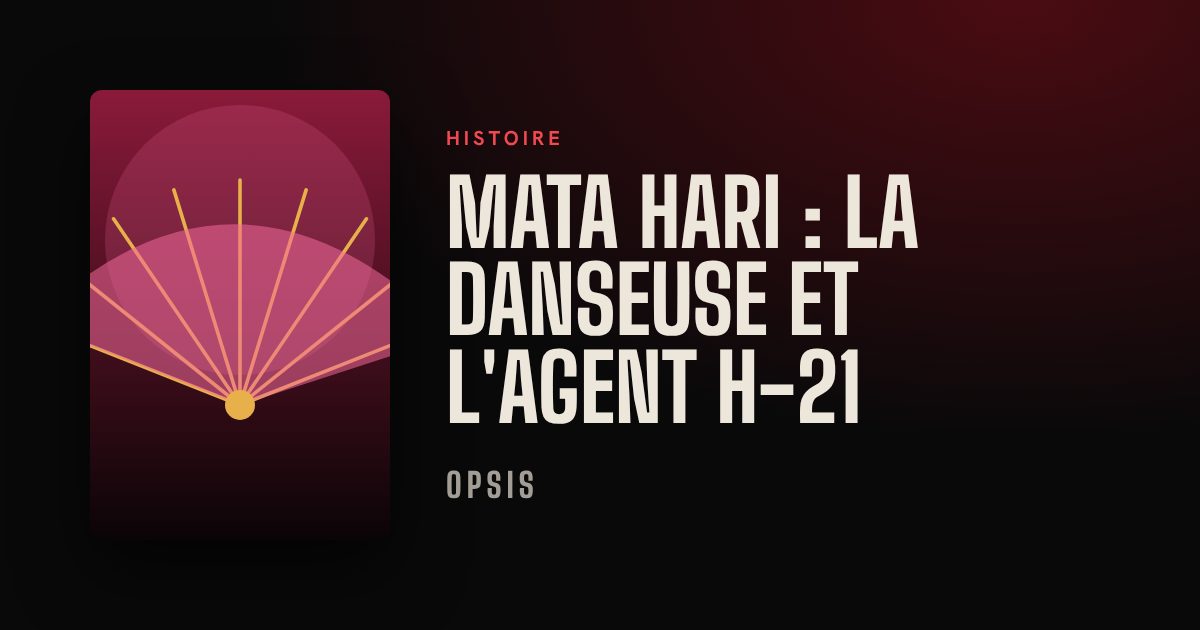 HISTOIRE
MATA HARI : LA
DANSEUSE ET
L'AGENT H-21
OPSIS